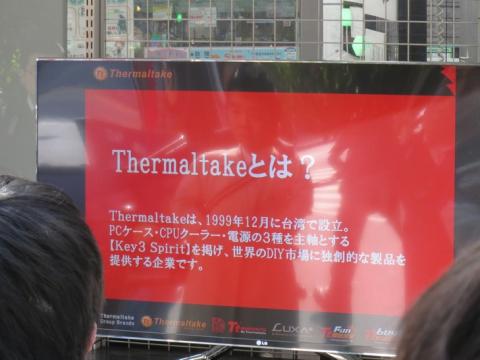 Thermaltake
Thermaltakeとは？
Thermaltakeは、1999年12月に台湾で設立。
PCケース・CPUクーラー・電源の3種を主軸とする
【Key3 Spirit】を掲げ、世界のDIY市場に独創的な製品を
提供する企業です。
Thermaltake
Group Brands
Thermaltake
LUXA2
LG